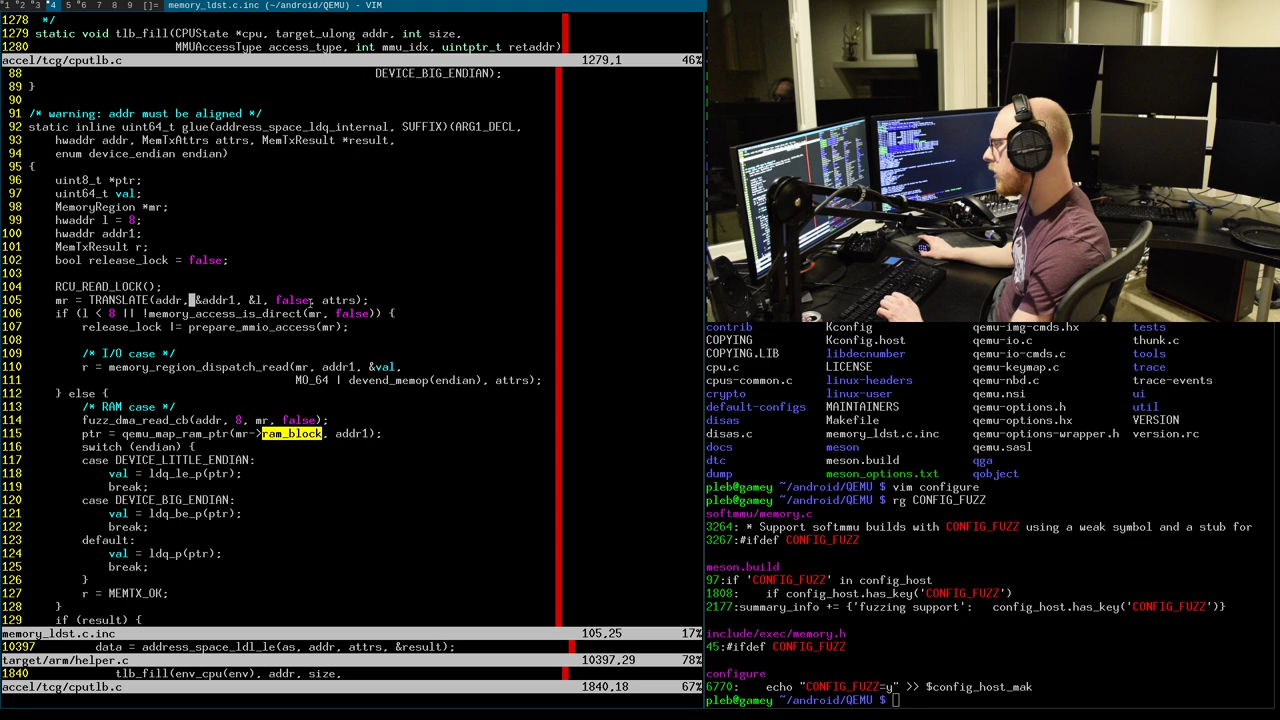 °1 °2 °3 °4 5 °6 7 8 9 []= memory_ldst.c.inc (~/android/QEMU) - VIM
1278 */
1279 static void tlb_fill(CPUState *cpu, target_ulong addr, int size,
1280 MMUAccessType access_type, int mmu_idx, uintptr_t retaddr)
accel/tcg/cputlb.c 1279,1 46%
88 DEVICE_BIG_ENDIAN);
89 }
90
91 /* warning: addr must be aligned */
92 static inline uint64_t glue(address_space_ldq_internal, SUFFIX)(ARG1_DECL,
93 hwaddr addr, MemTxAttrs attrs, MemTxResult *result,
94 enum device_endian endian)
95 {
96 uint8_t *ptr;
97 uint64_t val;
98 MemoryRegion *mr;
99 hwaddr l = 8;
100 hwaddr addr1;
101 MemTxResult r;
102 bool release_lock = false;
103
104 RCU_READ_LOCK();
105 mr = TRANSLATE(addr, &addr1, &l, false, attrs);
106 if (l < 8 || !memory_access_is_direct(mr, false)) {
107 release_lock |= prepare_mmio_access(mr);
108
109 /* I/O case */
110 r = memory_region_dispatch_read(mr, addr1, &val,
111 MO_64 | devend_memop(endian), attrs);
112 } else {
113 /* RAM case */
114 fuzz_dma_read_cb(addr, 8, mr, false);
115 ptr = qemu_map_ram_ptr(mr->ram_block, addr1);
116 switch (endian) {
117 case DEVICE_LITTLE_ENDIAN:
118 val = ldq_le_p(ptr);
119 break;
120 case DEVICE_BIG_ENDIAN:
121 val = ldq_be_p(ptr);
122 break;
123 default:
124 val = ldq_p(ptr);
125 break;
126 }
127 r = MEMTX_OK;
128 }
129 if (result) {
memory_ldst.c.inc 105,25 17%
10397 data = address_space_ldl_le(as, addr, attrs, &result);
target/arm/helper.c 10397,29 78%
1840 tlb_fill(env_cpu(env), addr, size,
accel/tcg/cputlb.c 1840,18 67%
contrib Kconfig qemu-img-cmds.hx tests
COPYING Kconfig.host qemu-io.c thunk.c
COPYING.LIB libdecnumber qemu-io-cmds.c tools
cpu.c LICENSE qemu-keymap.c trace
cpus-common.c linux-headers qemu-nbd.c trace-events
crypto linux-user qemu.nsi ui
default-configs MAINTAINERS qemu-options.h util
disas Makefile qemu-options-wrapper.h VERSION
disas.c memory_ldst.c.inc qemu.sasl version.rc
docs meson qga
dtc meson.build qobject
dump meson_options.txt
pleb@gamey ~/android/QEMU $ vim configure
pleb@gamey ~/android/QEMU $ rg CONFIG_FUZZ
softmmu/memory.c
3264: * Support softmmu builds with CONFIG_FUZZ using a weak symbol and a stub for
3267:#ifdef CONFIG_FUZZ
meson.build
97:if 'CONFIG_FUZZ' in config_host
1808: if config_host.has_key('CONFIG_FUZZ')
2177:summary_info += {'fuzzing support': config_host.has_key('CONFIG_FUZZ')}
include/exec/memory.h
45:#ifdef CONFIG_FUZZ
configure
6770: echo "CONFIG_FUZZ=y" >> $config_host_mak
pleb@gamey ~/android/QEMU $